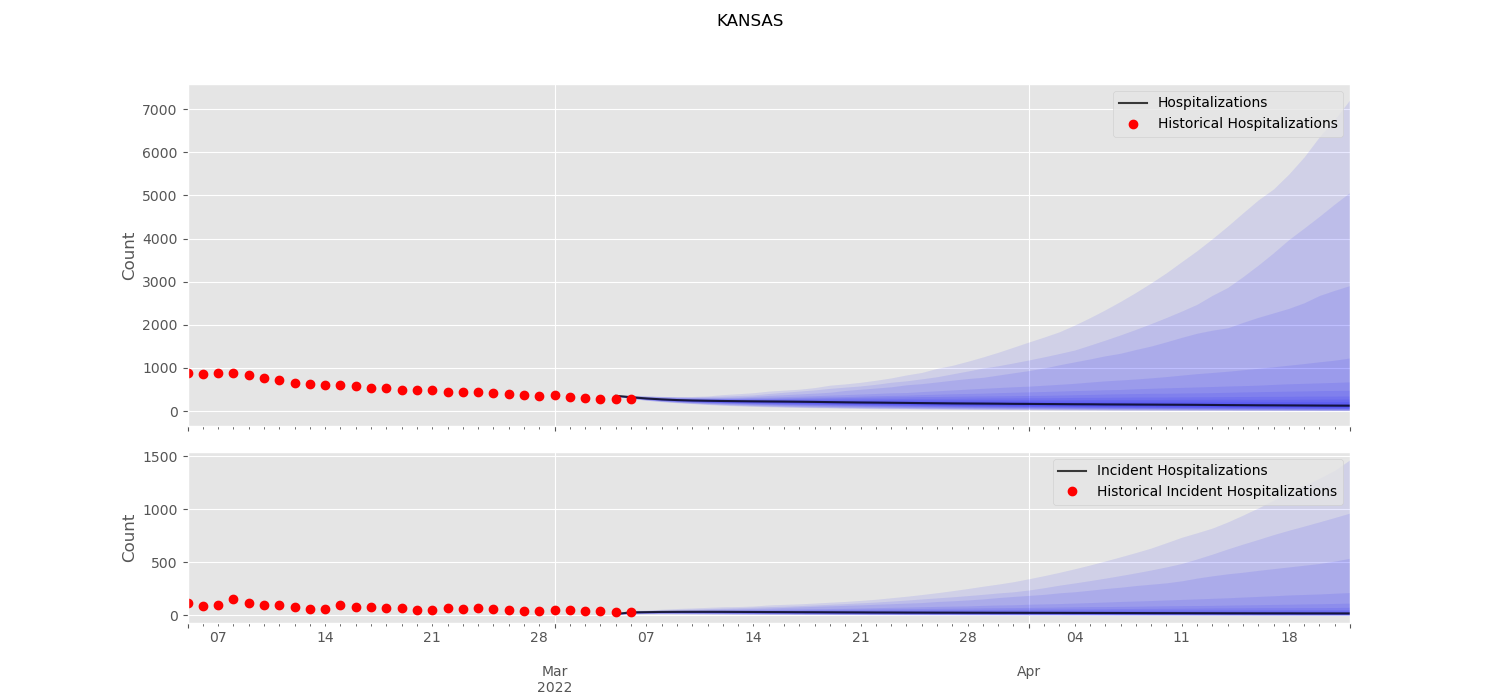 KANSAS
7000
6000
5000
4000
3000
2000
1000
0
Count
Hospitalizations
Historical Hospitalizations
1500
1000
500
0
Count
Incident Hospitalizations
Historical Incident Hospitalizations
07 14 21 28 07 14 21 28 04 11 18
Mar Apr
2022